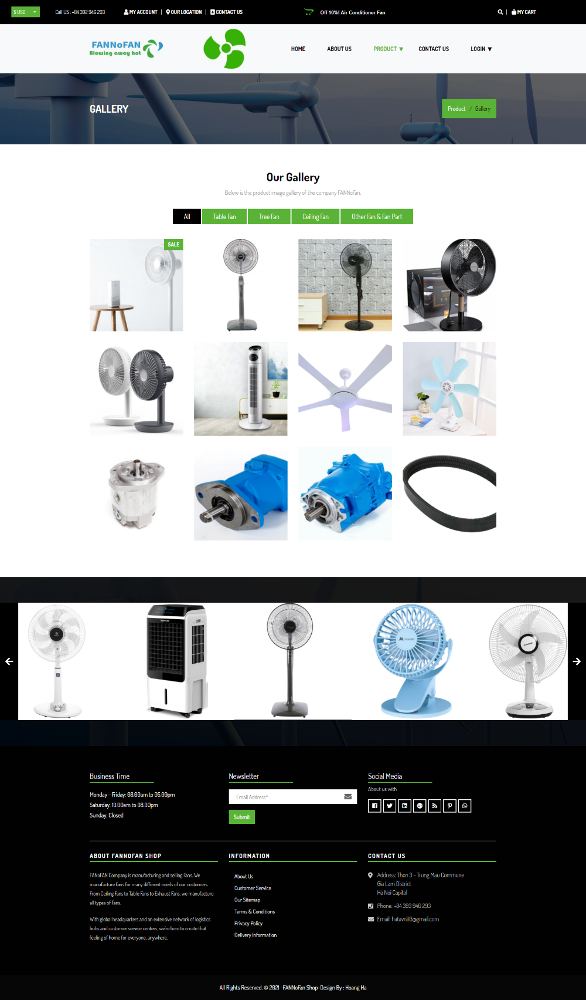 $ USD
Call US : +84 392 946 293
MY ACCOUNT | OUR LOCATION | CONTACT US
Off 10%! Air Conditioner Fan
| MY CART
FANNoFAN
Blowing away hot
HOME
ABOUT US
PRODUCT ▼
CONTACT US
LOGIN ▼
GALLERY
Product / Gallery
Our Gallery
Below is the product image gallery of the company FANNoFan.
All
Table Fan
Tree Fan
Ceiling Fan
Other Fan & Fan Part
SALE
Business Time
Monday - Friday: 08.00am to 05.00pm
Saturday: 10.00am to 08.00pm
Sunday: Closed
Newsletter
Email Address*
Submit
Social Media
About us with
ABOUT FANNOFAN SHOP
FANoFAN Company is manufacturing and selling Fans. We
manufacture fans for many different needs of our customers.
From Ceiling Fans to Table Fans to Exhaust Fans, we manufacture
all types of Fans.
With global headquarters and an extensive network of logistics
hubs and customer service centers, we're here to create that
feeling of home for everyone, anywhere.
INFORMATION
About Us
Customer Service
Our Sitemap
Terms & Conditions
Privacy Policy
Delivery Information
CONTACT US
Address: Thon 3 - Trung Mau Commune
Gia Lam District
Ha Noi Capital
Phone: +84 393 946 293
Email: hatavn93@gmail.com
All Rights Reserved. © 2021 -FANNoFan Shop-Design By : Hoang Ha